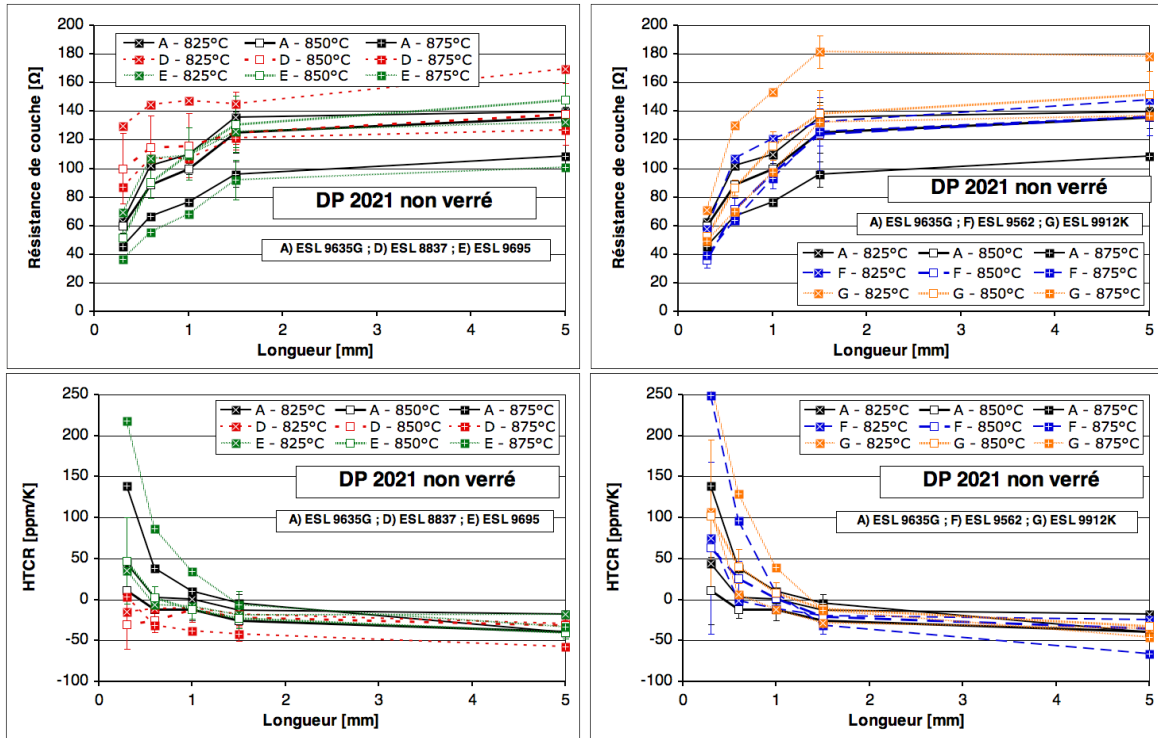 Résistance de couche [Ω]
200
180
160
140
120
100
80
60
40
20
0
A - 825°C A - 850°C A - 875°C
D - 825°C D - 850°C D - 875°C
E - 825°C E - 850°C E - 875°C
DP 2021 non verré
A) ESL 9635G ; D) ESL 8837 ; E) ESL 9695
0 1 2 3 4 5
Longueur [mm]
Résistance de couche [Ω]
200
180
160
140
120
100
80
60
40
20
0
DP 2021 non verré
A) ESL 9635G ; F) ESL 9562 ; G) ESL 9912K
A - 825°C A - 850°C A - 875°C
F - 825°C F - 850°C F - 875°C
G - 825°C G - 850°C G - 875°C
0 1 2 3 4 5
Longueur [mm]
HTCR [ppm/K]
250
200
150
100
50
0
-50
-100
A - 825°C A - 850°C A - 875°C
D - 825°C D - 850°C D - 875°C
E - 825°C E - 850°C E - 875°C
DP 2021 non verré
A) ESL 9635G ; D) ESL 8837 ; E) ESL 9695
0 1 2 3 4 5
Longueur [mm]
HTCR [ppm/K]
250
200
150
100
50
0
-50
-100
A - 825°C A - 850°C A - 875°C
F - 825°C F - 850°C F - 875°C
G - 825°C G - 850°C G - 875°C
DP 2021 non verré
A) ESL 9635G ; F) ESL 9562 ; G) ESL 9912K
0 1 2 3 4 5
Longueur [mm]